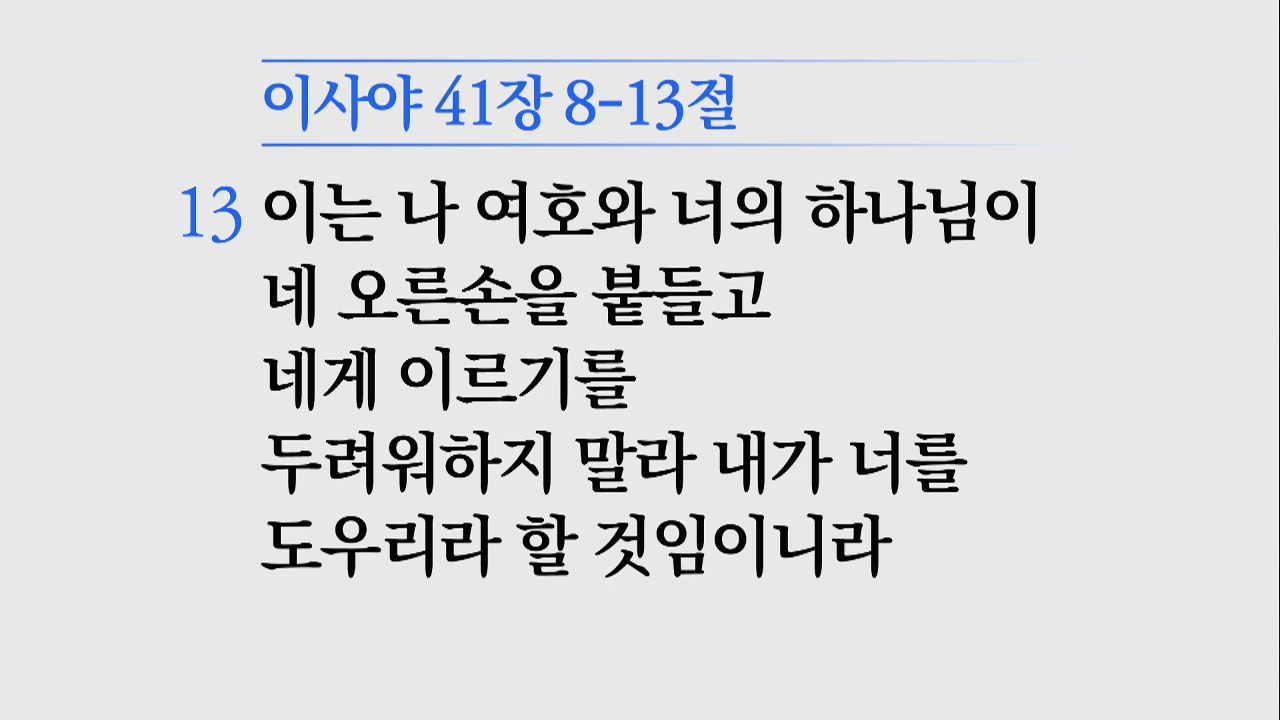 이사야 41장 8-13절
13 이는 나 여호와 너의 하나님이
네 오른손을 붙들고
네게 이르기를
두려워하지 말라 내가 너를
도우리라 할 것임이니라